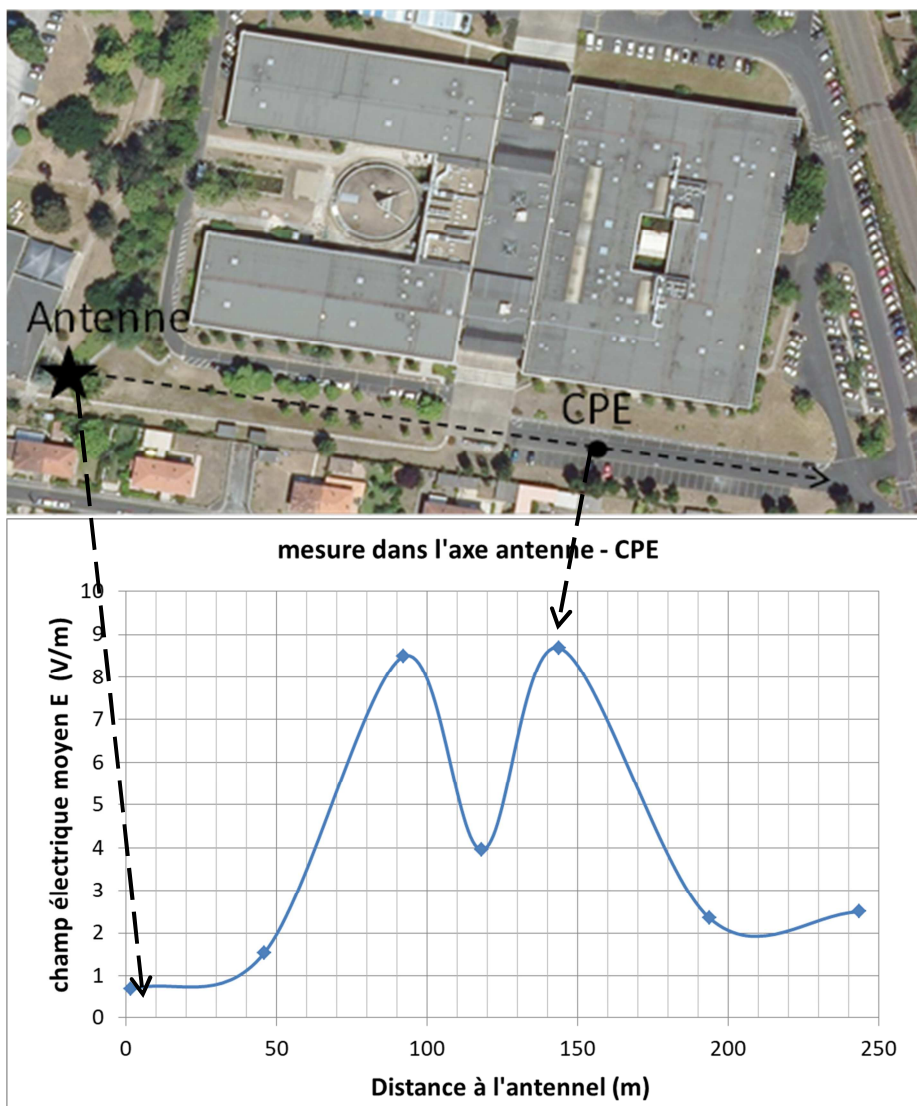 Antenne
CPE
mesure dans l'axe antenne - CPE
champ électrique moyen E (V/m)
10
9
8
7
6
5
4
3
2
1
0
0 50 100 150 200 250
Distance à l'antennel (m)